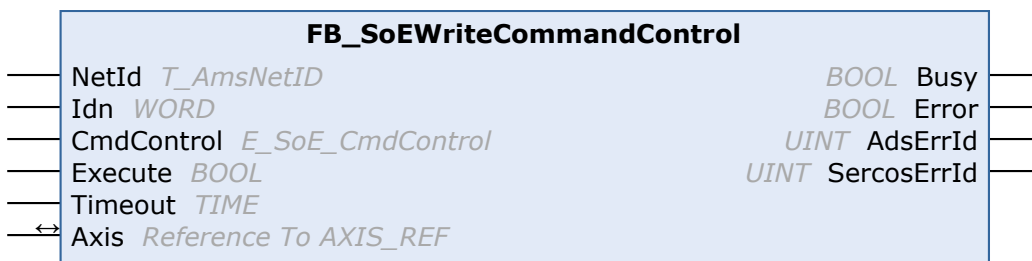 FB_SoEWriteCommandControl
NetId T_AmsNetID BOOL Busy
Idn WORD BOOL Error
CmdControl E_SoE_CmdControl UINT AdsErrId
Execute BOOL UINT SercosErrId
Timeout TIME
↔ Axis Reference To AXIS_REF